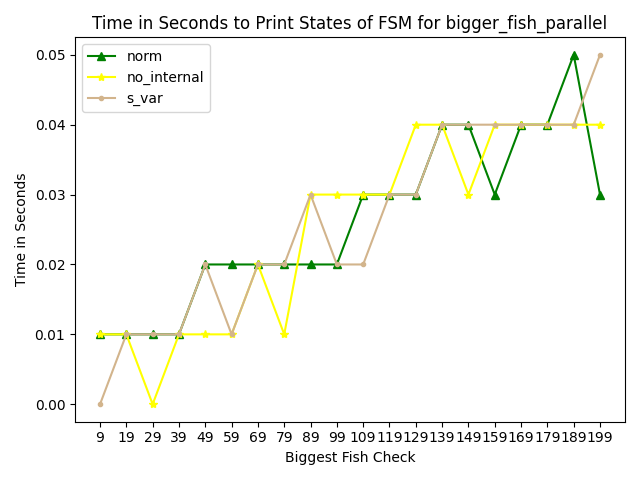 Time in Seconds to Print States of FSM for bigger_fish_parallel
norm
no_internal
s_var
0.05
0.04
0.03
0.02
0.01
0.00
Time in Seconds
9 19 29 39 49 59 69 79 89 99 109 119 129 139 149 159 169 179 189 199
Biggest Fish Check